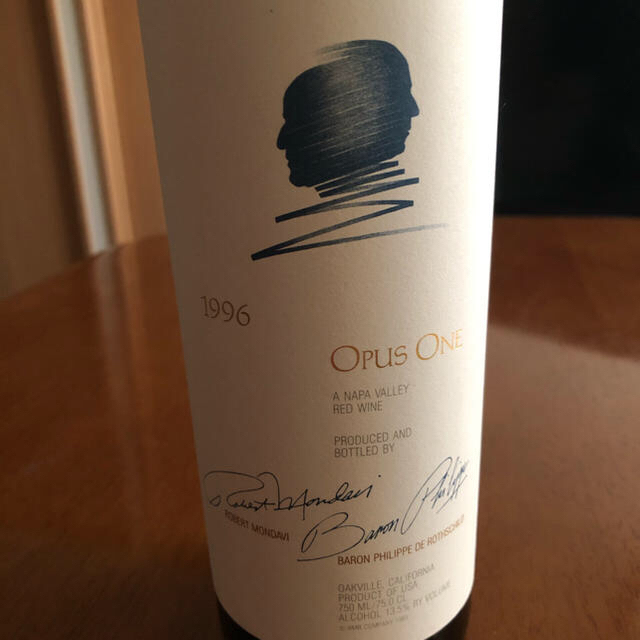 1996
OPUS ONE
A NAPA VALLEY
RED WINE
PRODUCED AND
BOTTLED BY
Robert Mondavi
Baron Philippe
ROBERT MONDAVI
BARON PHILIPPE DE ROTHSCHILD
OAKVILLE, CALIFORNIA
PRODUCT OF USA
750 ML/75.0 CL
ALCOHOL 13.5% BY VOLUME